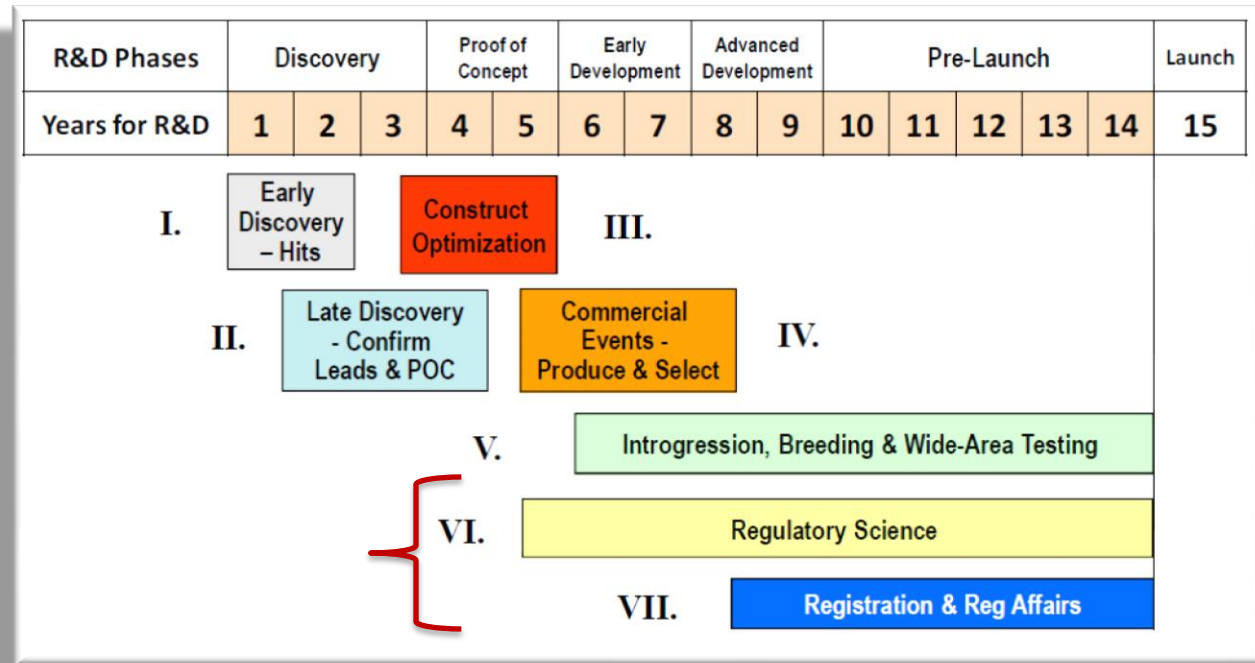 R&D Phases
Discovery
Proof of
Concept
Early
Development
Advanced
Development
Pre-Launch
Launch
Years for R&D
1
2
3
4
5
6
7
8
9
10
11
12
13
14
15
I.
Early
Discovery
– Hits
Construct
Optimization
III.
II.
Late Discovery
- Confirm
Leads & POC
Commercial
Events -
Produce & Select
IV.
V.
Introgression, Breeding & Wide-Area Testing
VI.
Regulatory Science
VII.
Registration & Reg Affairs